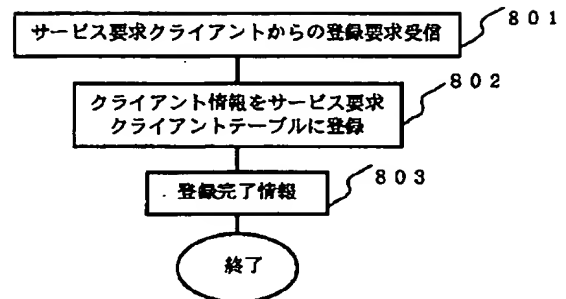 サービス要求クライアントからの登録要求受信
801
クライアント情報をサービス要求
クライアントテーブルに登録
802
登録完了情報
803
終了